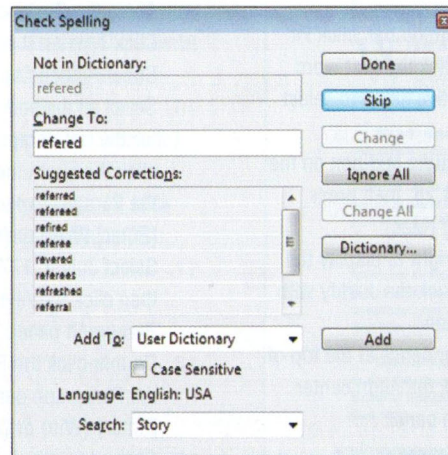 Check Spelling
Not in Dictionary:
refered
Change To:
refered
Suggested Corrections:
referred
refereed
refired
referee
revered
referees
refreshed
referral
Add To: User Dictionary
Case Sensitive
Language: English: USA
Search: Story
Done
Skip
Change
Ignore All
Change All
Dictionary...
Add